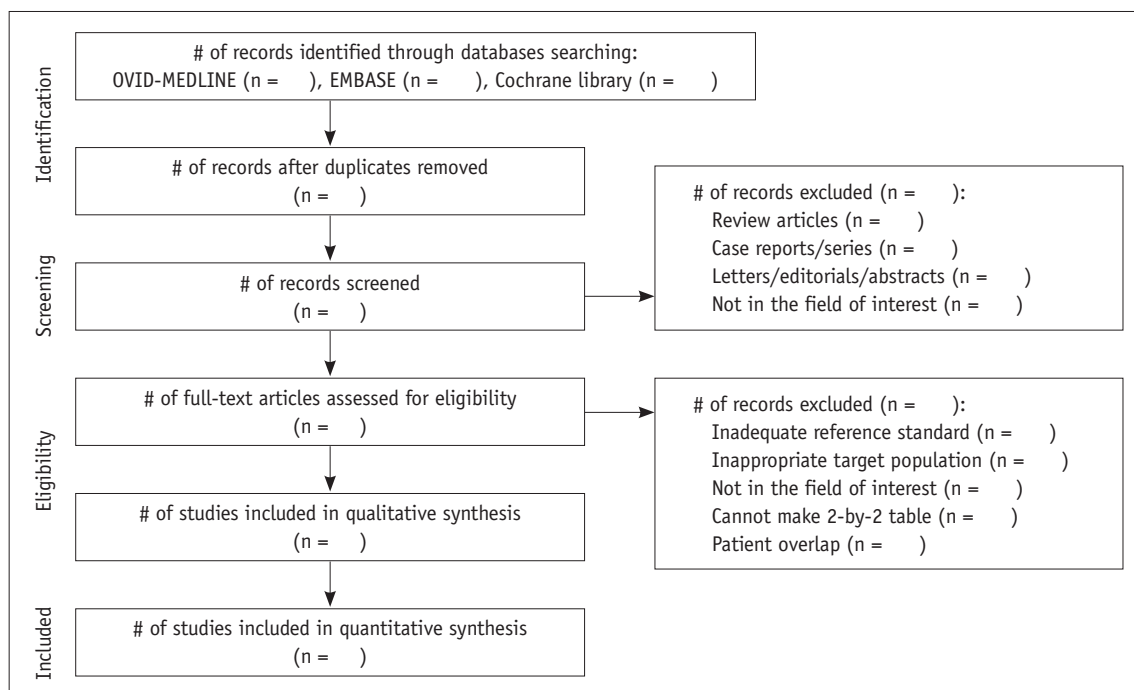 Identification
# of records identified through databases searching:
OVID-MEDLINE (n =    ), EMBASE (n =    ), Cochrane library (n =    )
# of records after duplicates removed
(n =    )
Screening
# of records screened
(n =    )
# of records excluded (n =    ):
Review articles (n =    )
Case reports/series (n =    )
Letters/editorials/abstracts (n =    )
Not in the field of interest (n =    )
Eligibility
# of full-text articles assessed for eligibility
(n =    )
# of records excluded (n =    ):
Inadequate reference standard (n =    )
Inappropriate target population (n =    )
Not in the field of interest (n =    )
Cannot make 2-by-2 table (n =    )
Patient overlap (n =    )
# of studies included in qualitative synthesis
(n =    )
Included
# of studies included in quantitative synthesis
(n =    )